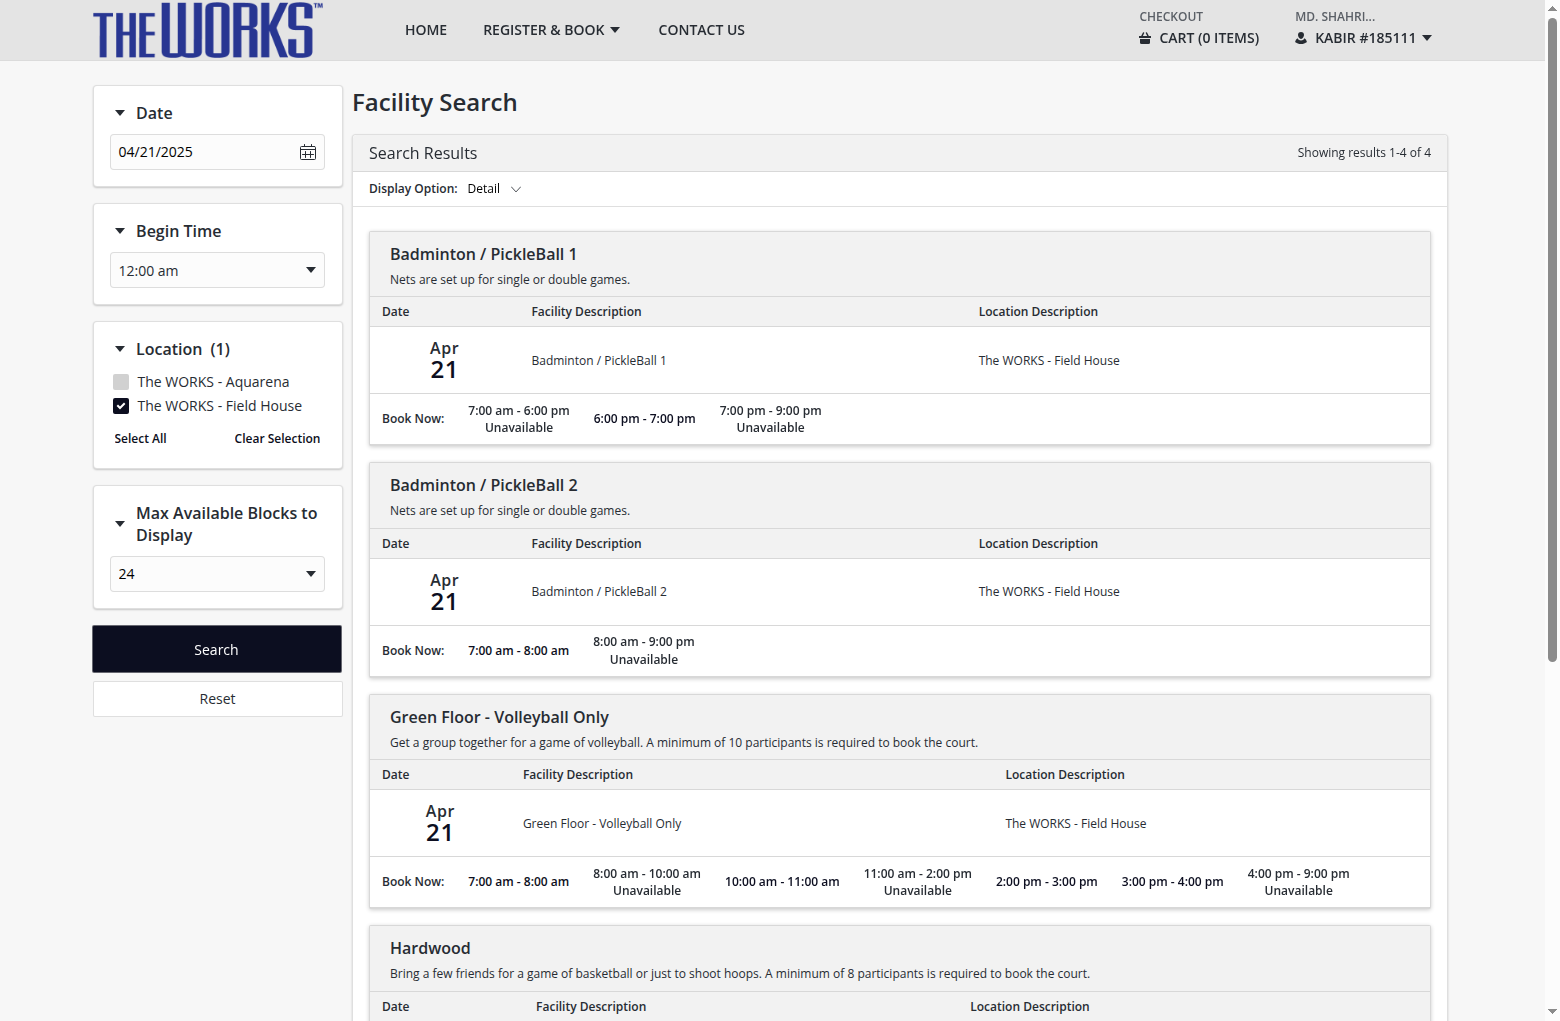 THE WORKS™
HOME
REGISTER & BOOK
CONTACT US
CHECKOUT
CART (0 ITEMS)
MD. SHAHRI...
KABIR #185111
Date
04/21/2025
Begin Time
12:00 am
Location (1)
The WORKS - Aquarena
The WORKS - Field House
Select All
Clear Selection
Max Available Blocks to
Display
24
Search
Reset
Facility Search
Search Results
Showing results 1-4 of 4
Display Option: Detail
Badminton / PickleBall 1
Nets are set up for single or double games.
Date
Facility Description
Location Description
Apr
21
Badminton / PickleBall 1
The WORKS - Field House
Book Now:
7:00 am - 6:00 pm
Unavailable
6:00 pm - 7:00 pm
7:00 pm - 9:00 pm
Unavailable
Badminton / PickleBall 2
Nets are set up for single or double games.
Date
Facility Description
Location Description
Apr
21
Badminton / PickleBall 2
The WORKS - Field House
Book Now:
7:00 am - 8:00 am
8:00 am - 9:00 pm
Unavailable
Green Floor - Volleyball Only
Get a group together for a game of volleyball. A minimum of 10 participants is required to book the court.
Date
Facility Description
Location Description
Apr
21
Green Floor - Volleyball Only
The WORKS - Field House
Book Now:
7:00 am - 8:00 am
8:00 am - 10:00 am
Unavailable
10:00 am - 11:00 am
11:00 am - 2:00 pm
Unavailable
2:00 pm - 3:00 pm
3:00 pm - 4:00 pm
4:00 pm - 9:00 pm
Unavailable
Hardwood
Bring a few friends for a game of basketball or just to shoot hoops. A minimum of 8 participants is required to book the court.
Date
Facility Description
Location Description